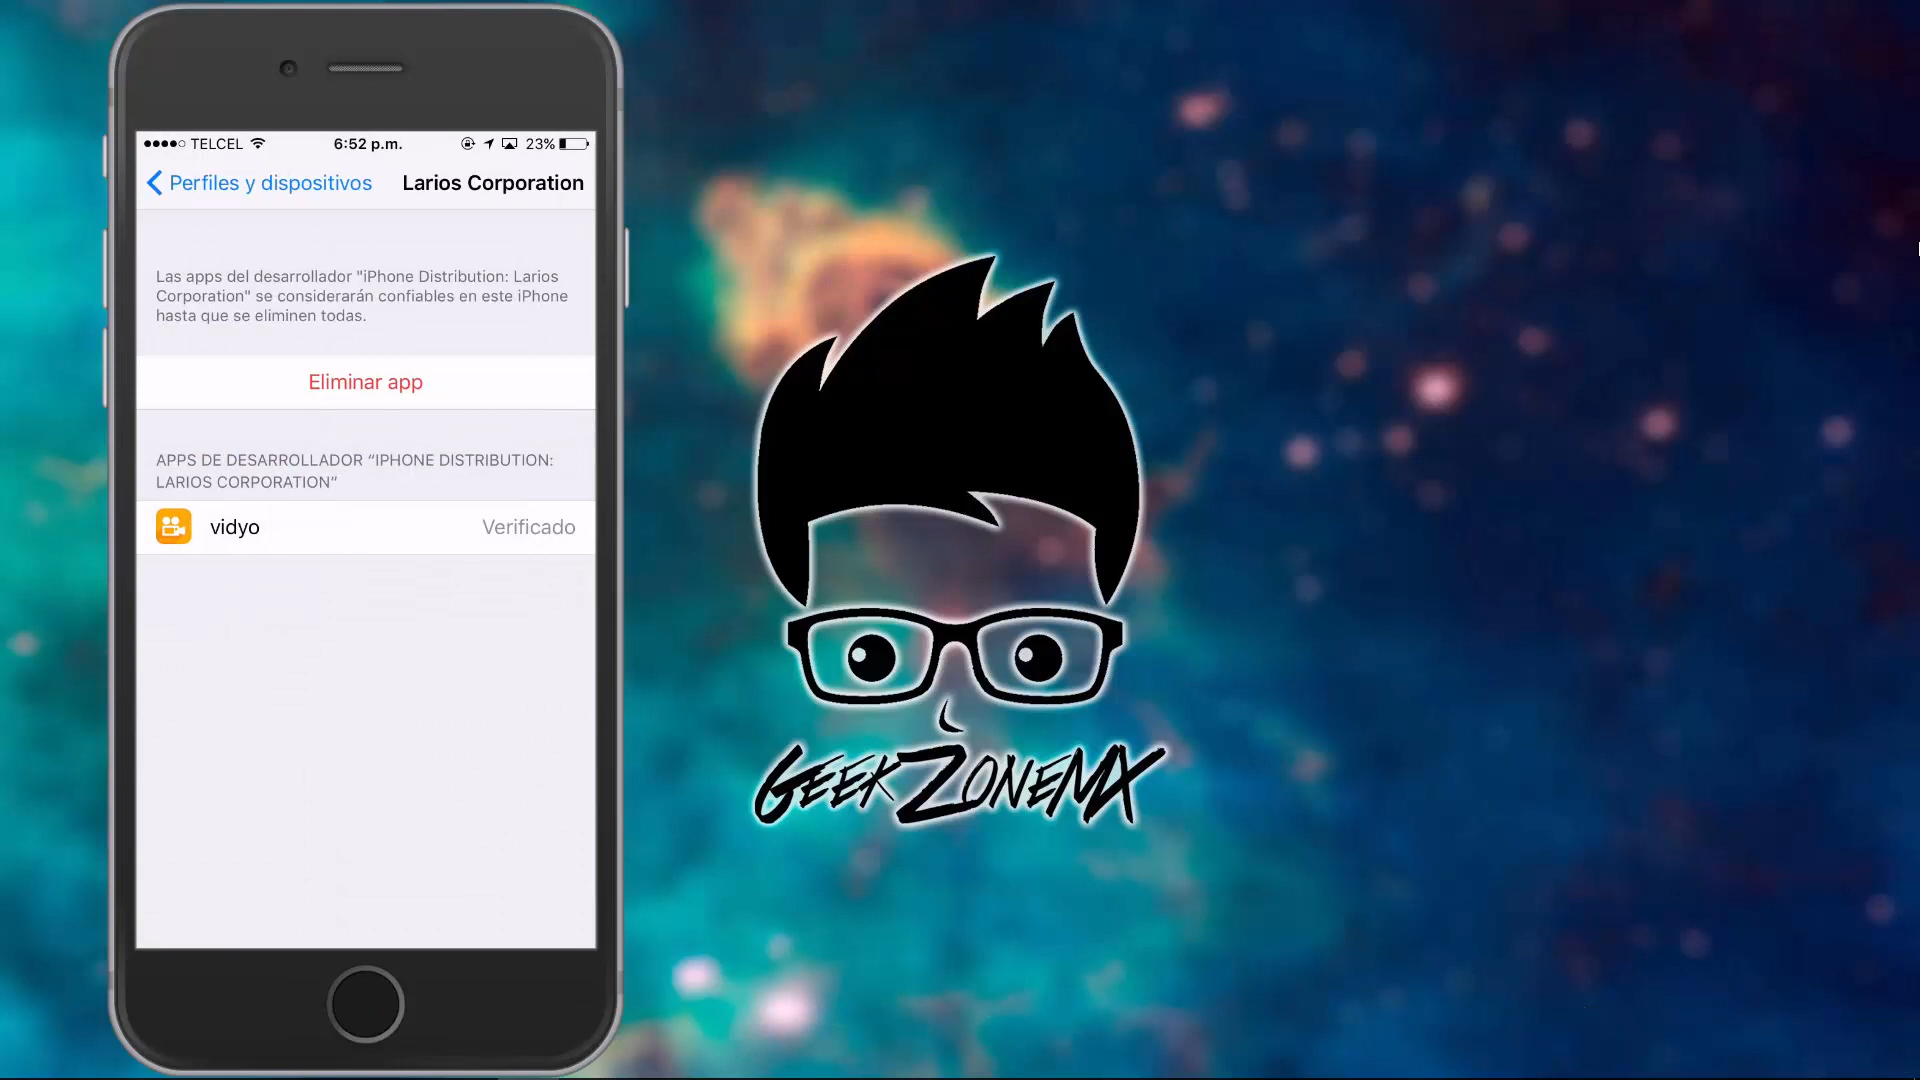 TELCEL 6:52 p.m. 23%
Perfiles y dispositivos Larios Corporation
Las apps del desarrollador "iPhone Distribution: Larios
Corporation" se considerarán confiables en este iPhone
hasta que se eliminen todas.
Eliminar app
APPS DE DESARROLLADOR “IPHONE DISTRIBUTION:
LARIOS CORPORATION”
vidyo Verificado
GEEKZONEMX